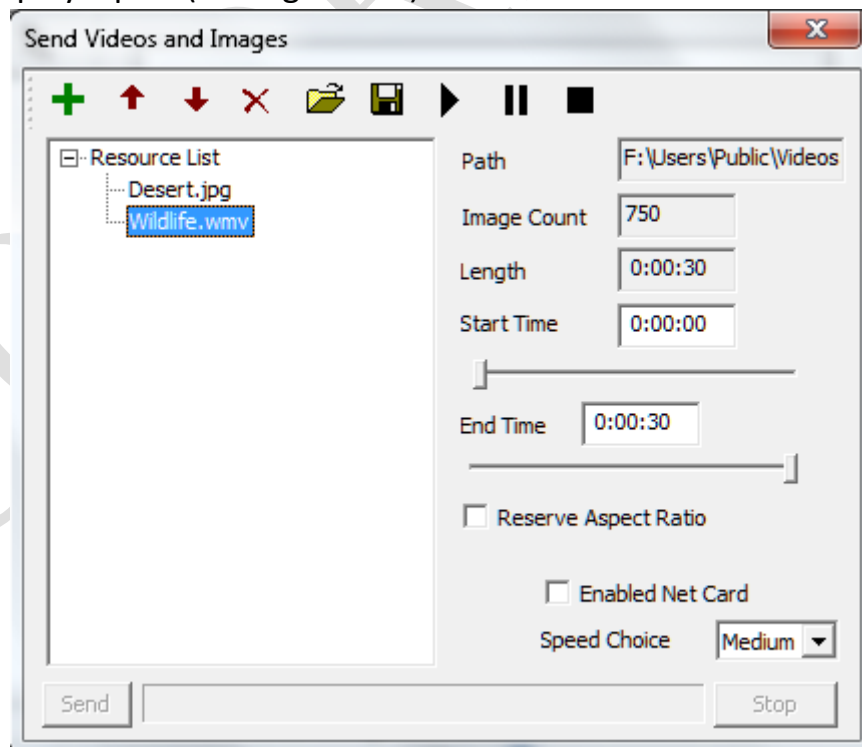 Send Videos and Images
Resource List
Desert.jpg
Wildlife.wmv
Path F:\Users\Public\Videos
Image Count 750
Length 0:00:30
Start Time 0:00:00
End Time 0:00:30
Reserve Aspect Ratio
Enabled Net Card
Speed Choice Medium
Send Stop